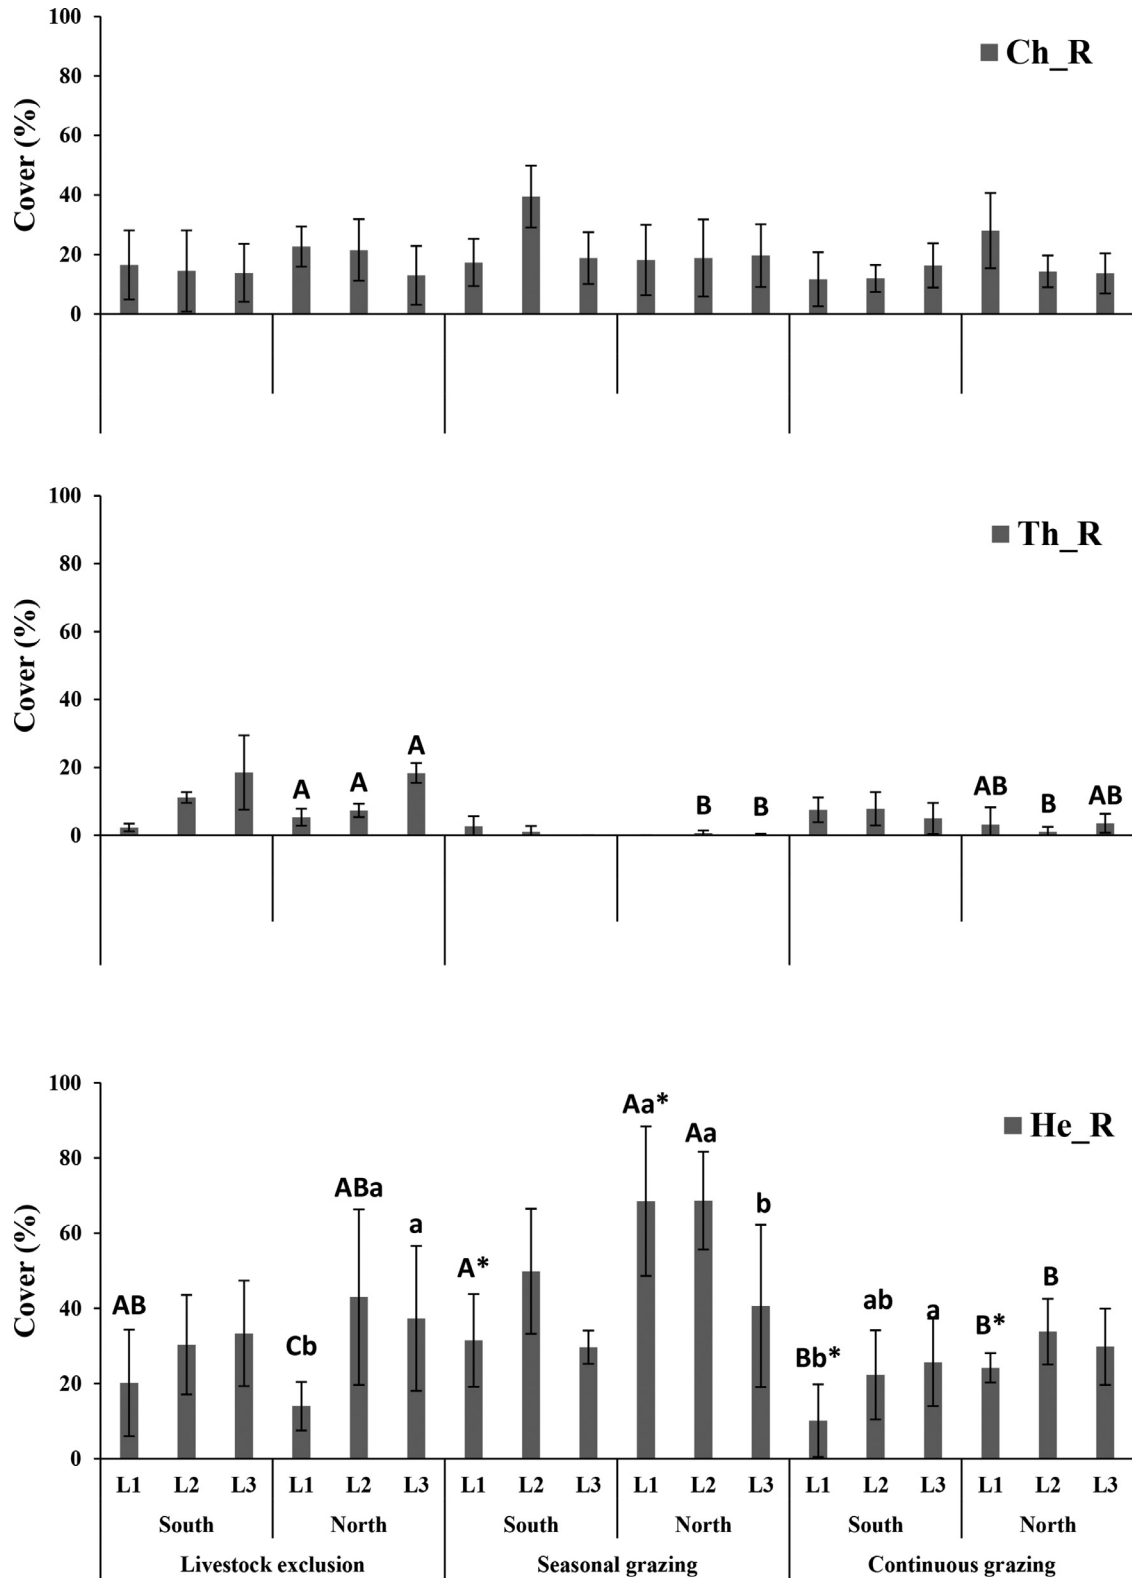 100
80
60
40
20
0
Cover (%)
Ch_R
100
80
60
40
20
0
Cover (%)
Th_R
A
A
A
B
B
AB
B
AB
100
80
60
40
20
0
Cover (%)
He_R
AB
Cb
ABa
a
A*
Aa*
Aa
b
Bb*
ab
a
B*
B
L1 L2 L3 L1 L2 L3 L1 L2 L3 L1 L2 L3 L1 L2 L3 L1 L2 L3
South North South North South North
Livestock exclusion Seasonal grazing Continuous grazing